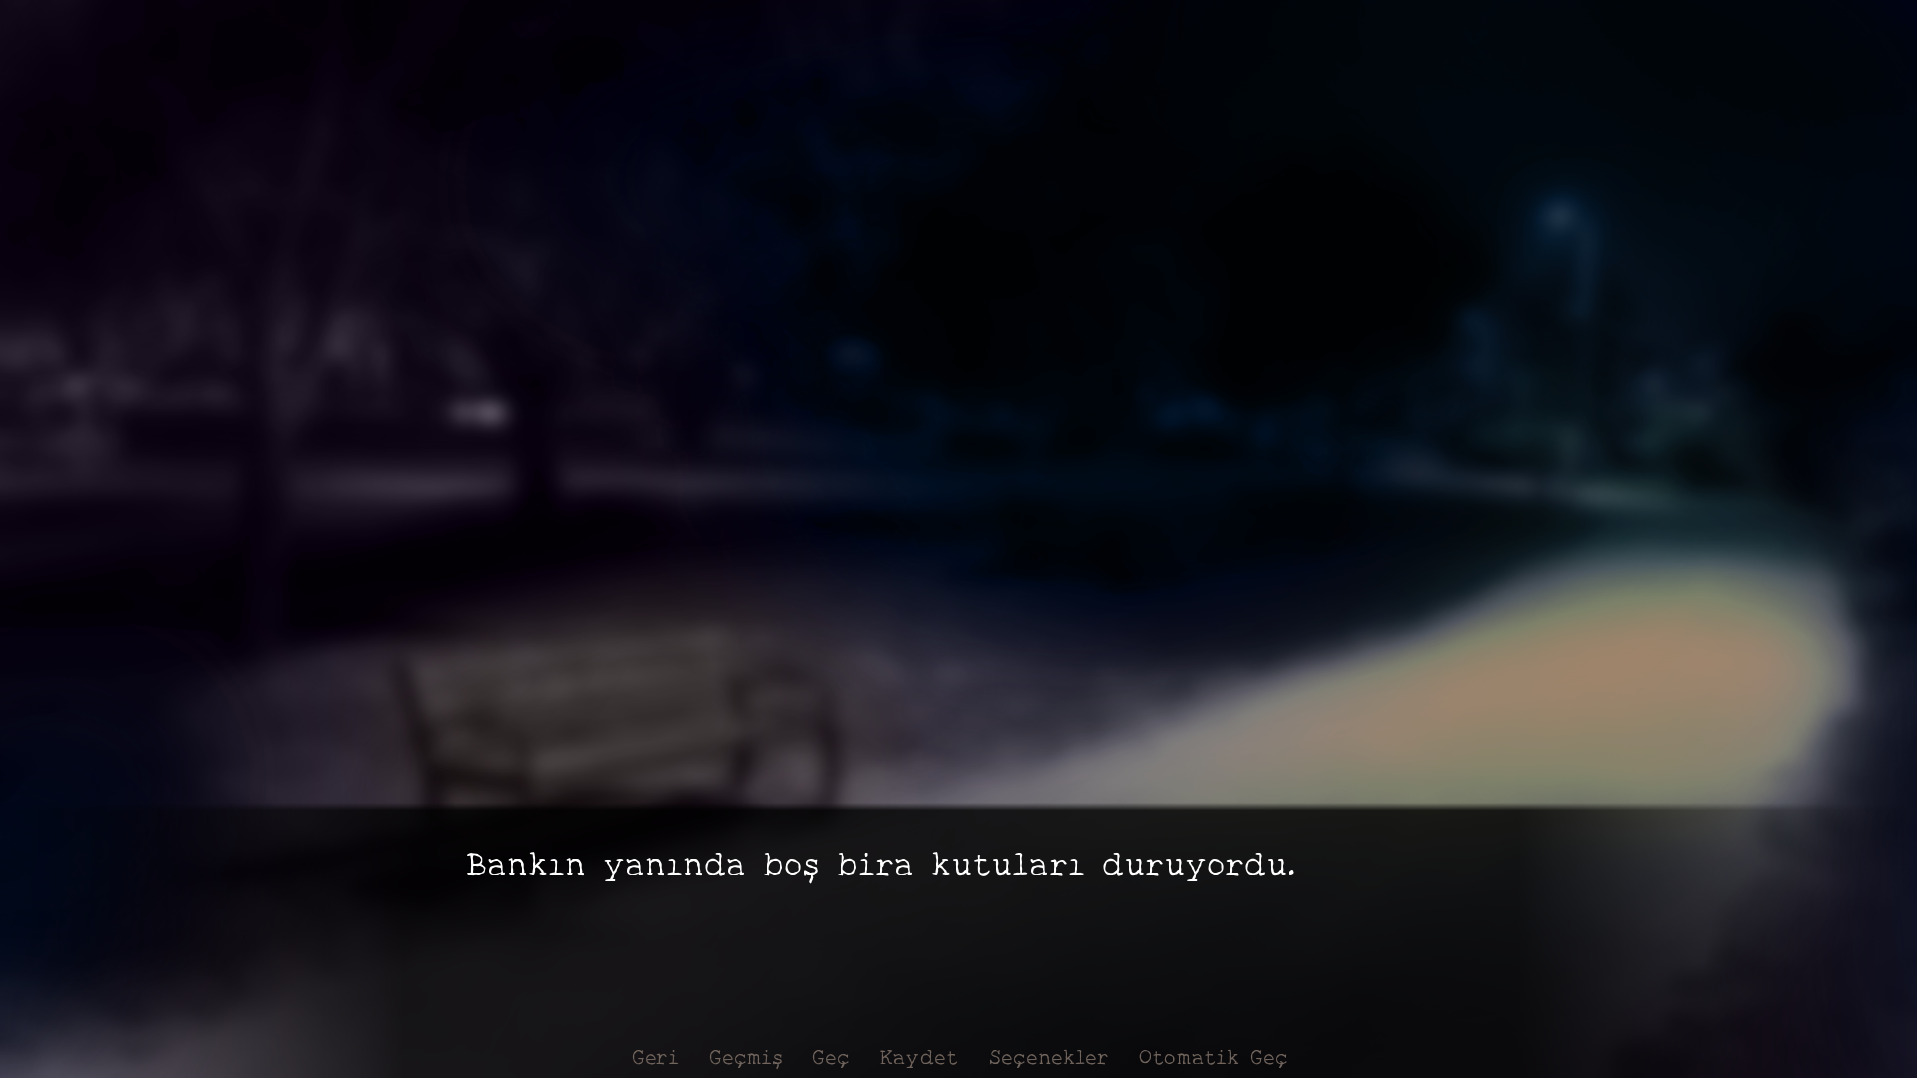 Bankın yanında boş bira kutuları duruyordu.
Geri Geçmiş Geç Kaydet Seçenekler Otomatik Geç